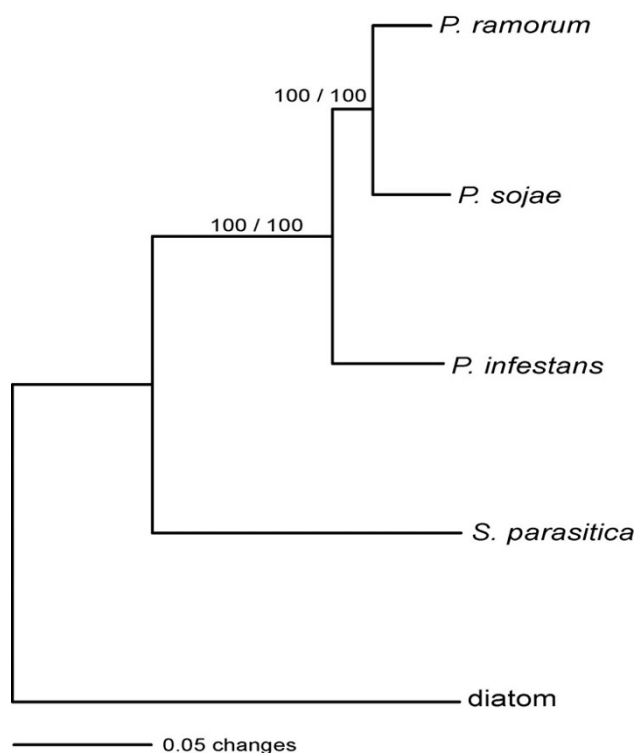 P. ramorum
100 / 100
P. sojae
100 / 100
P. infestans
S. parasitica
diatom
0.05 changes